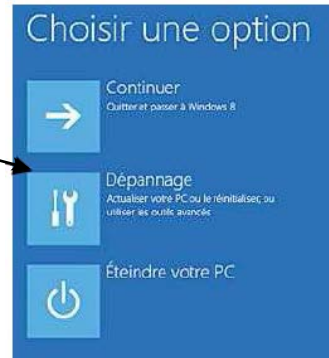 Choisir une option
Continuer
Quitter et passer à Windows 8
Dépannage
Actualiser votre PC ou le réinitialiser, ou
utiliser les outils avancés
Éteindre votre PC